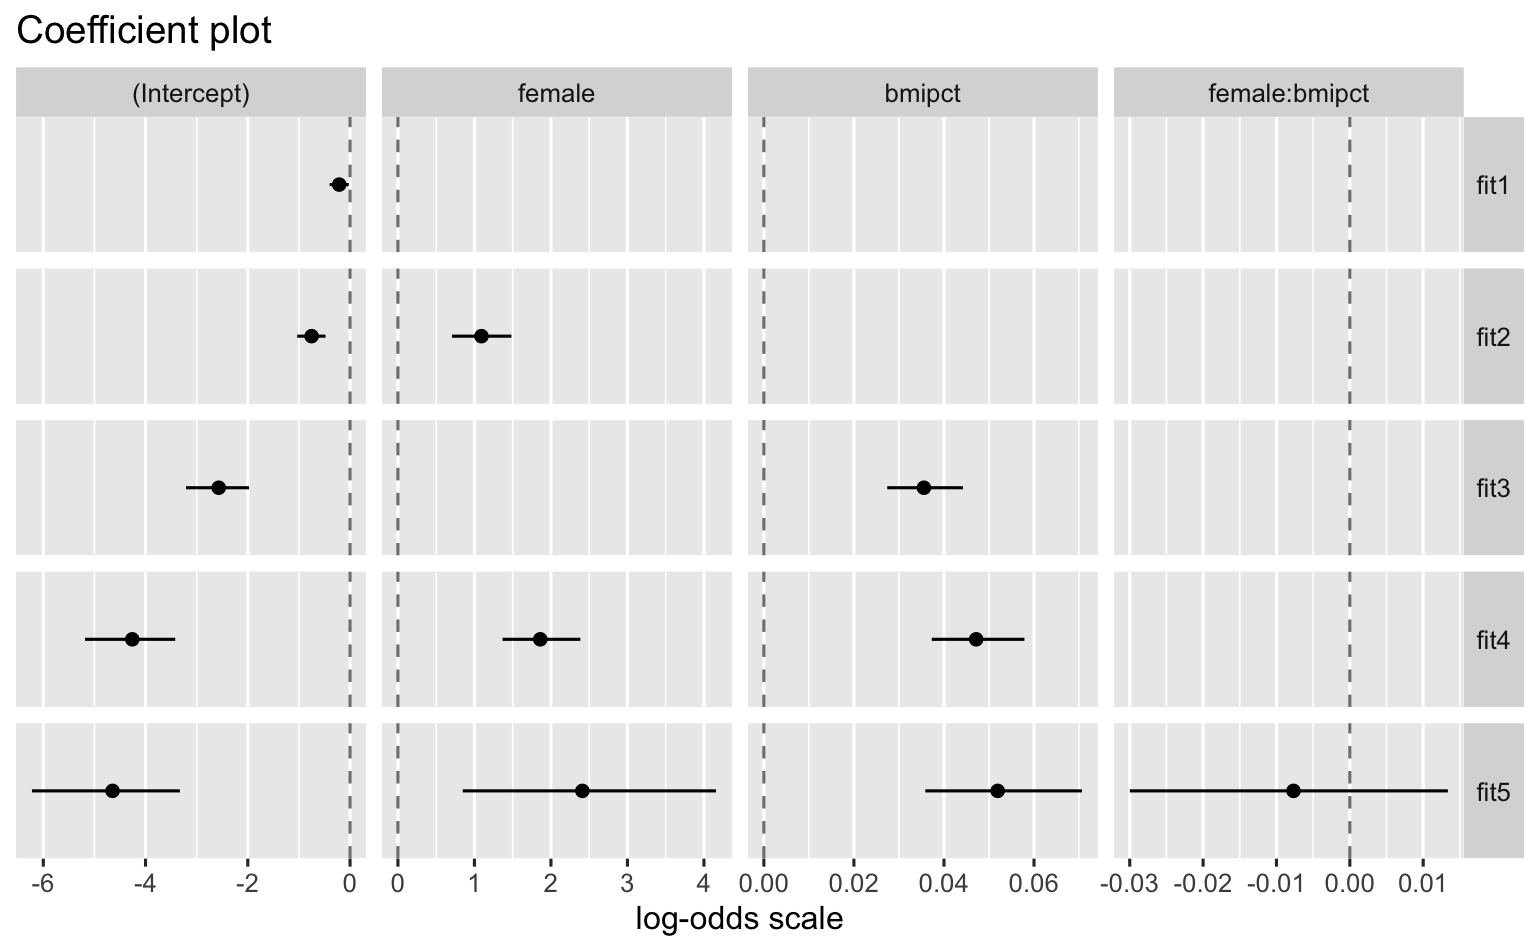 Coefficient plot
(Intercept) female bmipct female:bmipct
fit1
fit2
fit3
fit4
fit5
-6 -4 -2 0 0 1 2 3 4 0.00 0.02 0.04 0.06 -0.03 -0.02 -0.01 0.00 0.01
log-odds scale